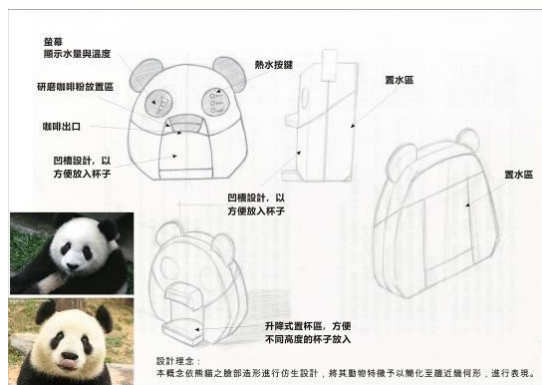 螢幕
顯示水量與溫度
熱水按鍵
置水區
研磨咖啡粉放置區
咖啡出口
凹槽設計，以
方便放入杯子
凹槽設計，以
方便放入杯子
置水區
升降式置杯區，方便
不同高度的杯子放入
設計理念：
本概念依熊貓之臉部造形進行仿生設計，將其動物特徵予以簡化至趨近幾何形，進行表現。